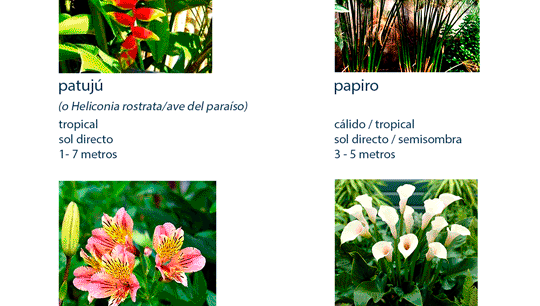 patujú
(o Heliconia rostrata/ave del paraíso)
tropical
sol directo
1- 7 metros
papiro
cálido / tropical
sol directo / semisombra
3 - 5 metros